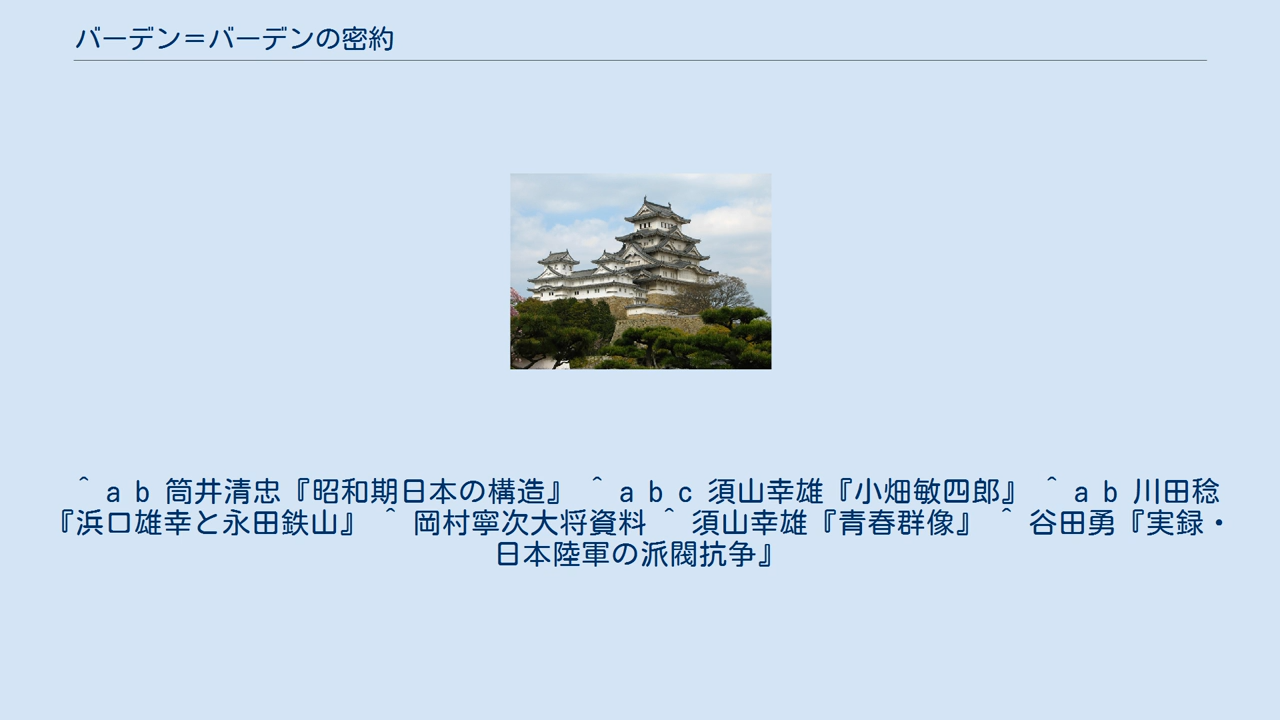 バーデン＝バーデンの密約
＾ a b 筒井清忠『昭和期日本の構造』 ＾ a b c 須山幸雄『小畑敏四郎』 ＾ a b 川田稔
『浜口雄幸と永田鉄山』 ＾ 岡村寧次大将資料 ＾ 須山幸雄『青春群像』 ＾ 谷田勇『実録・
日本陸軍の派閥抗争』